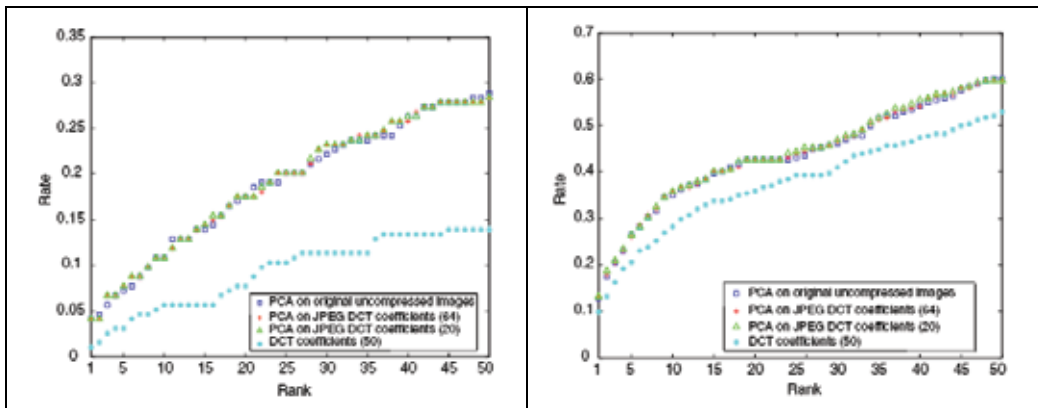 0.35
0.3
0.25
0.2
0.15
0.1
0.05
0
Rate
1 5 10 15 20 25 30 35 40 45 50
Rank
PCA on original uncompressed images
PCA on JPEG DCT coefficients (64)
PCA on JPEG DCT coefficients (20)
DCT coefficients (50)
0.7
0.6
0.5
0.4
0.3
0.2
0.1
0
Rate
1 5 10 15 20 25 30 35 40 45 50
Rank
PCA on original uncompressed images
PCA on JPEG DCT coefficients (64)
PCA on JPEG DCT coefficients (20)
DCT coefficients (50)